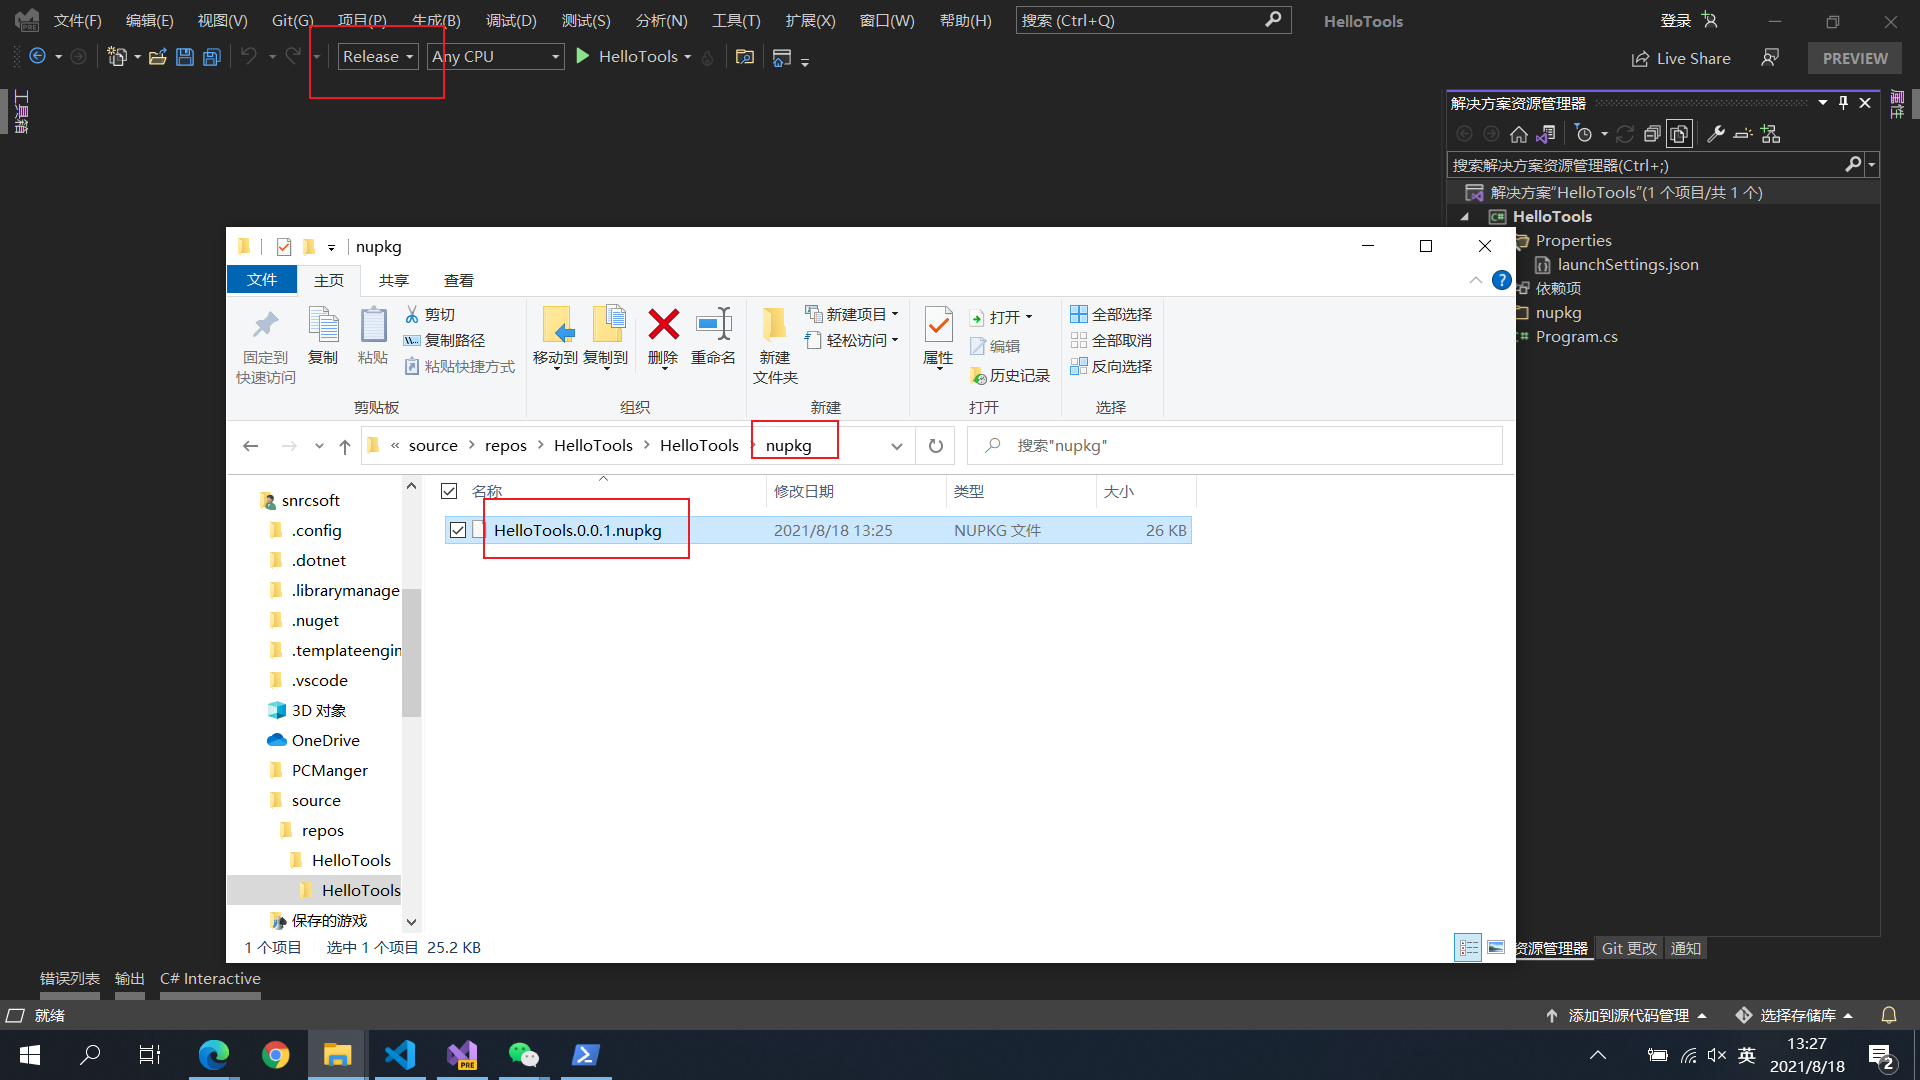 文件(F) 编辑(E) 视图(V) Git(G) 项目(P) 生成(B) 调试(D) 测试(S) 分析(N) 工具(T) 扩展(X) 窗口(W) 帮助(H) 搜索 (Ctrl+Q) HelloTools 登录
Release Any CPU HelloTools Live Share PREVIEW
工具箱
解决方案资源管理器
属性
搜索解决方案资源管理器(Ctrl+;)
解决方案"HelloTools"(1 个项目/共 1 个)
HelloTools
Properties
launchSettings.json
依赖项
nupkg
Program.cs
nupkg
文件 主页 共享 查看
固定到快速访问
复制
粘贴
剪切
复制路径
粘贴快捷方式
剪贴板
移动到
复制到
删除
重命名
组织
新建文件夹
新建项目
轻松访问
新建
属性
打开
编辑
历史记录
打开
全部选择
全部取消
反向选择
选择
« source repos HelloTools HelloTools nupkg
搜索"nupkg"
名称 修改日期 类型 大小
HelloTools.0.0.1.nupkg 2021/8/18 13:25 NUPKG 文件 26 KB
snrcsoft
.config
.dotnet
.librarymanage
.nuget
.templateengin
.vscode
3D 对象
OneDrive
PCManger
source
repos
HelloTools
HelloTools
保存的游戏
1 个项目 选中 1 个项目 25.2 KB
资源管理器 Git 更改 通知
错误列表 输出 C# Interactive
就绪
添加到源代码管理 选择存储库
英
13:27
2021/8/18
2